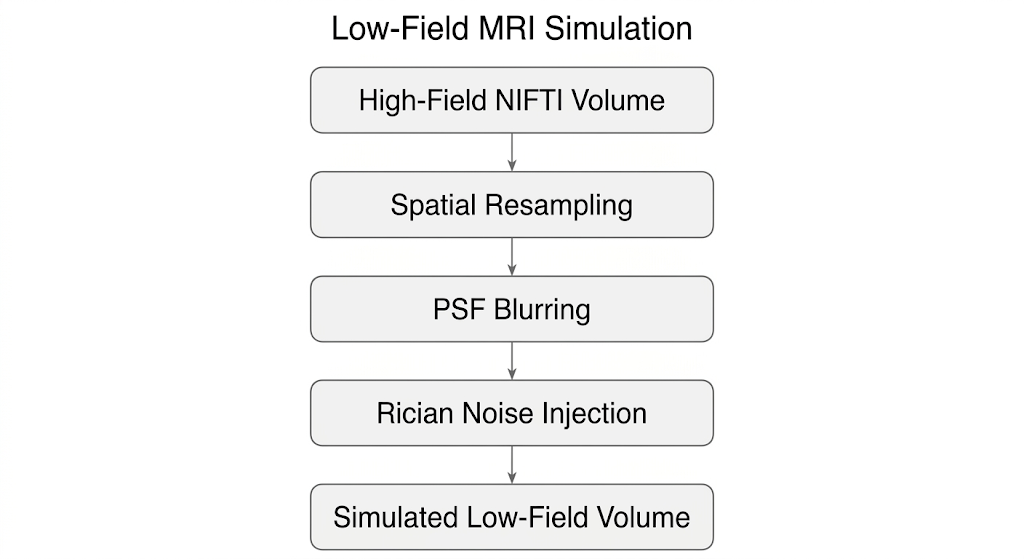 Low-Field MRI Simulation
High-Field NIFTI Volume
Spatial Resampling
PSF Blurring
Rician Noise Injection
Simulated Low-Field Volume